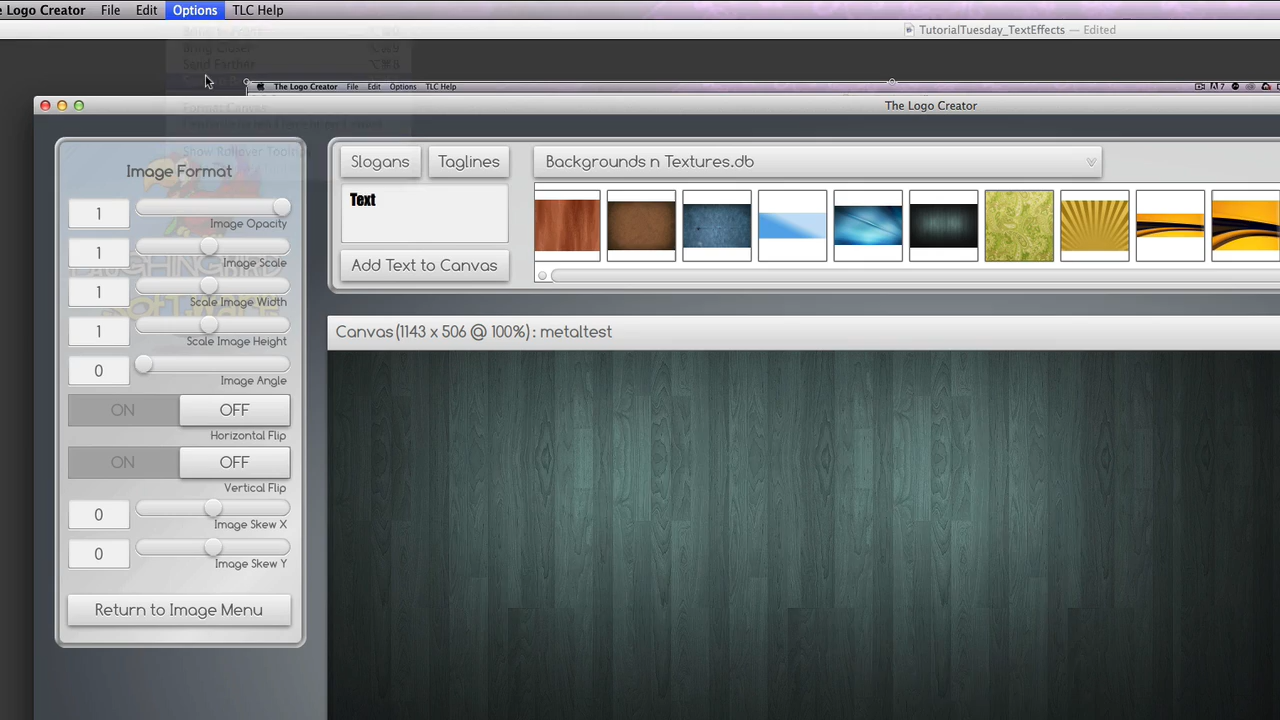 The Logo Creator File Edit Options TLC Help
TutorialTuesday_TextEffects — Edited
Send Farther
The Logo Creator File Edit Options TLC Help
The Logo Creator
Image Format
1
Image Opacity
1
Image Scale
1
Scale Image Width
1
Scale Image Height
0
Image Angle
ON OFF
Horizontal Flip
ON OFF
Vertical Flip
0
Image Skew X
0
Image Skew Y
Return to Image Menu
Slogans Taglines
Text
Add Text to Canvas
Backgrounds n Textures.db
Canvas (1143 x 506 @ 100%) : metaltest